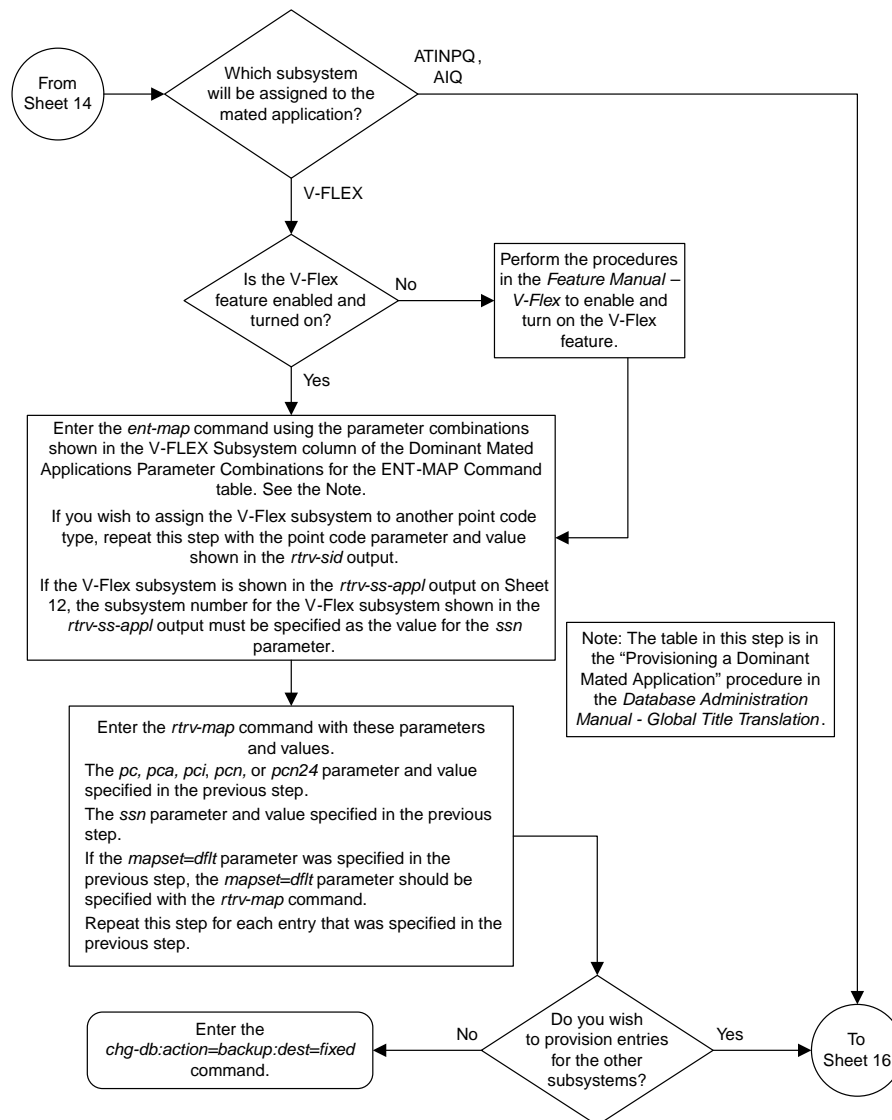 From
Sheet 14
Which subsystem
will be assigned to the
mated application?
ATINPQ,
AIQ
V-FLEX
Is the V-Flex
feature enabled and
turned on?
No
Perform the procedures
in the Feature Manual –
V-Flex to enable and
turn on the V-Flex
feature.
Yes
Enter the ent-map command using the parameter combinations
shown in the V-FLEX Subsystem column of the Dominant Mated
Applications Parameter Combinations for the ENT-MAP Command
table. See the Note.
If you wish to assign the V-Flex subsystem to another point code
type, repeat this step with the point code parameter and value
shown in the rtrv-sid output.
If the V-Flex subsystem is shown in the rtrv-ss-appl output on Sheet
12, the subsystem number for the V-Flex subsystem shown in the
rtrv-ss-appl output must be specified as the value for the ssn
parameter.
Note: The table in this step is in
the “Provisioning a Dominant
Mated Application” procedure in
the Database Administration
Manual - Global Title Translation.
Enter the rtrv-map command with these parameters
and values.
The pc, pca, pci, pcn, or pcn24 parameter and value
specified in the previous step.
The ssn parameter and value specified in the previous
step.
If the mapset=dflt parameter was specified in the
previous step, the mapset=dflt parameter should be
specified with the rtrv-map command.
Repeat this step for each entry that was specified in the
previous step.
Do you wish
to provision entries
for the other
subsystems?
No
Yes
Enter the
chg-db:action=backup:dest=fixed
command.
To
Sheet 16